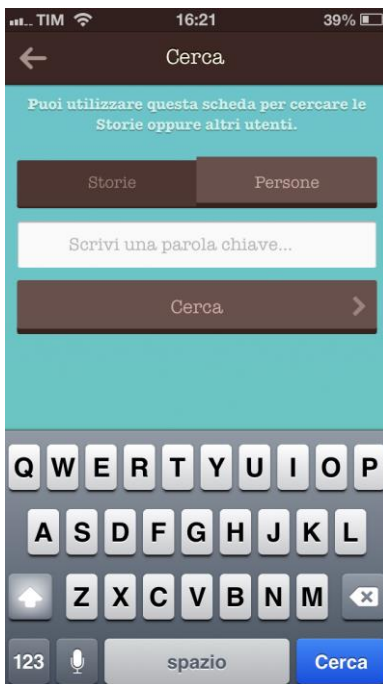 TIM 16:21 39%
Cerca
Puoi utilizzare questa scheda per cercare le
Storie oppure altri utenti.
Storie Persone
Scrivi una parola chiave...
Cerca
Q W E R T Y U I O P
A S D F G H J K L
Z X C V B N M
123 spazio Cerca